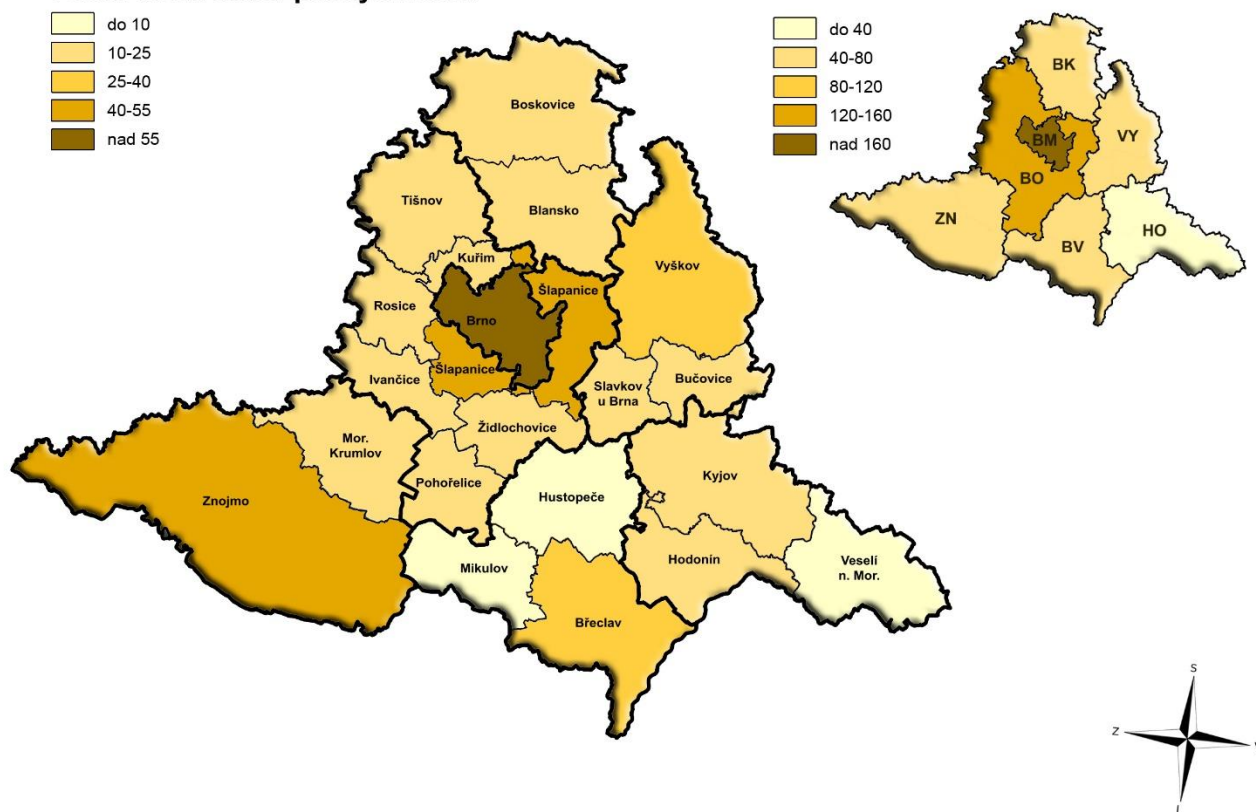 do 10
10-25
25-40
40-55
nad 55
do 40
40-80
80-120
120-160
nad 160
BK
VY
BM
BO
ZN
BV
HO
Boskovice
Tišnov
Blansko
Kuřim
Vyškov
Šlapanice
Rosice
Brno
Ivančice
Šlapanice
Slavkov
u Brna
Bučovice
Židlochovice
Mor.
Krumlov
Pohořelice
Kyjov
Znojmo
Hustopeče
Mikulov
Hodonín
Veselí
n. Mor.
Břeclav
S
Z
J